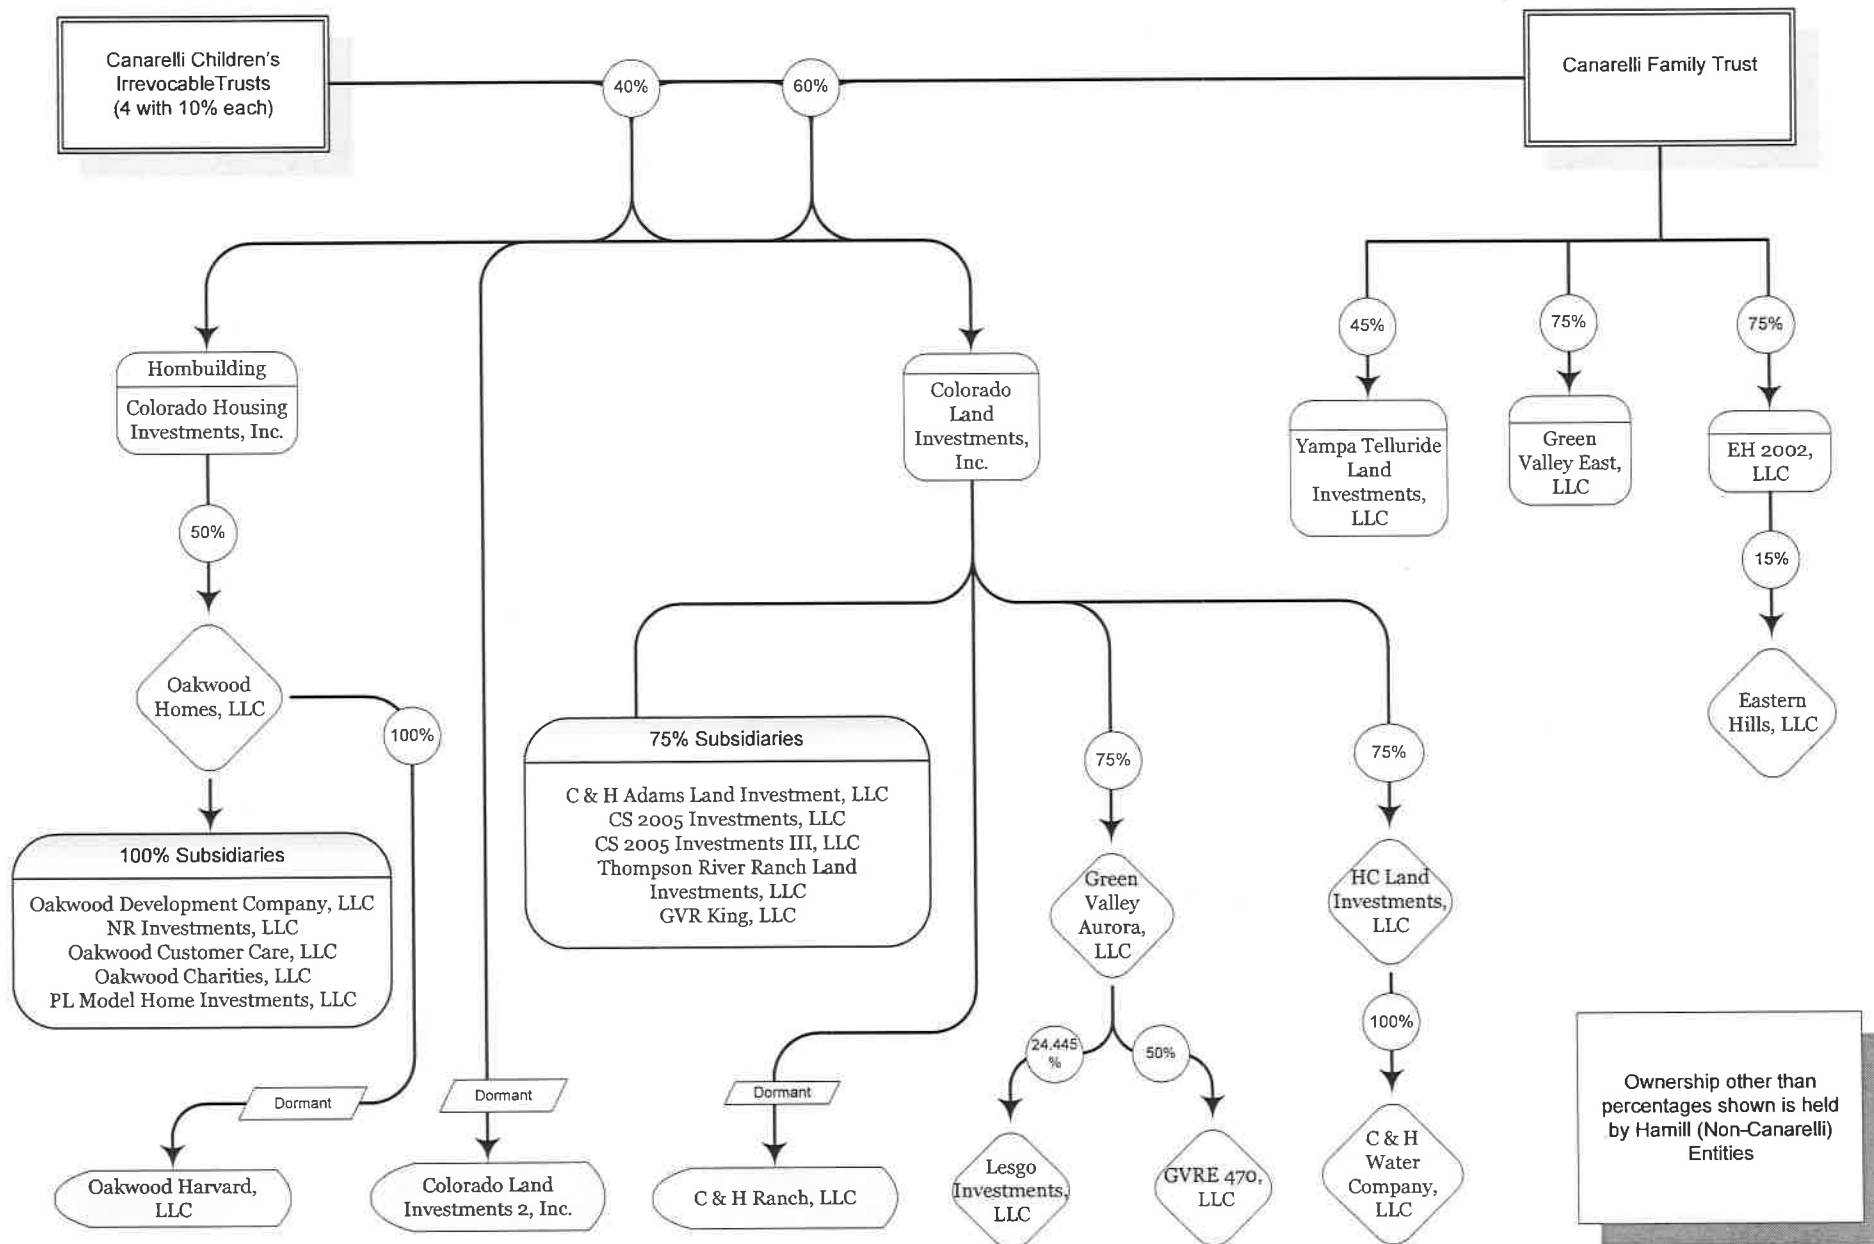 Canarelli Children's
IrrevocableTrusts
(4 with 10% each)
40%
60%
Canarelli Family Trust
45%
75%
75%
Hombuilding
Colorado Housing
Investments, Inc.
Colorado
Land
Investments,
Inc.
Yampa Telluride
Land
Investments,
LLC
Green
Valley East,
LLC
EH 2002,
LLC
50%
15%
Oakwood
Homes, LLC
100%
Eastern
Hills, LLC
75% Subsidiaries
C & H Adams Land Investment, LLC
CS 2005 Investments, LLC
CS 2005 Investments III, LLC
Thompson River Ranch Land
Investments, LLC
GVR King, LLC
75%
75%
100% Subsidiaries
Oakwood Development Company, LLC
NR Investments, LLC
Oakwood Customer Care, LLC
Oakwood Charities, LLC
PL Model Home Investments, LLC
Green
Valley
Aurora,
LLC
HC Land
Investments,
LLC
24.445
%
50%
100%
Dormant
Dormant
Dormant
Oakwood Harvard,
LLC
Colorado Land
Investments 2, Inc.
C & H Ranch, LLC
Lesgo
Investments,
LLC
GVRE 470,
LLC
C & H
Water
Company,
LLC
Ownership other than
percentages shown is held
by Hamill (Non-Canarelli)
Entities